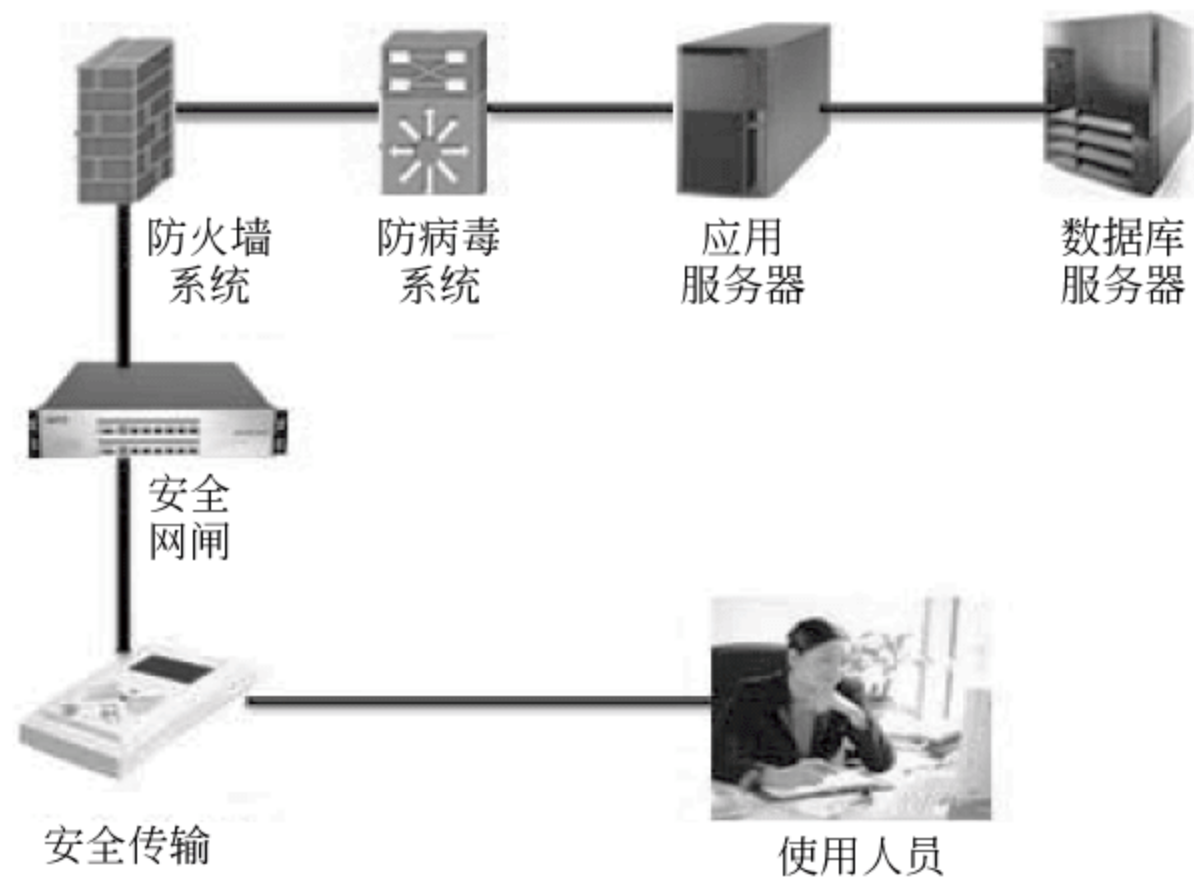 防火墙
系统
防病毒
系统
应用
服务器
数据库
服务器
安全
网闸
安全传输
使用人员